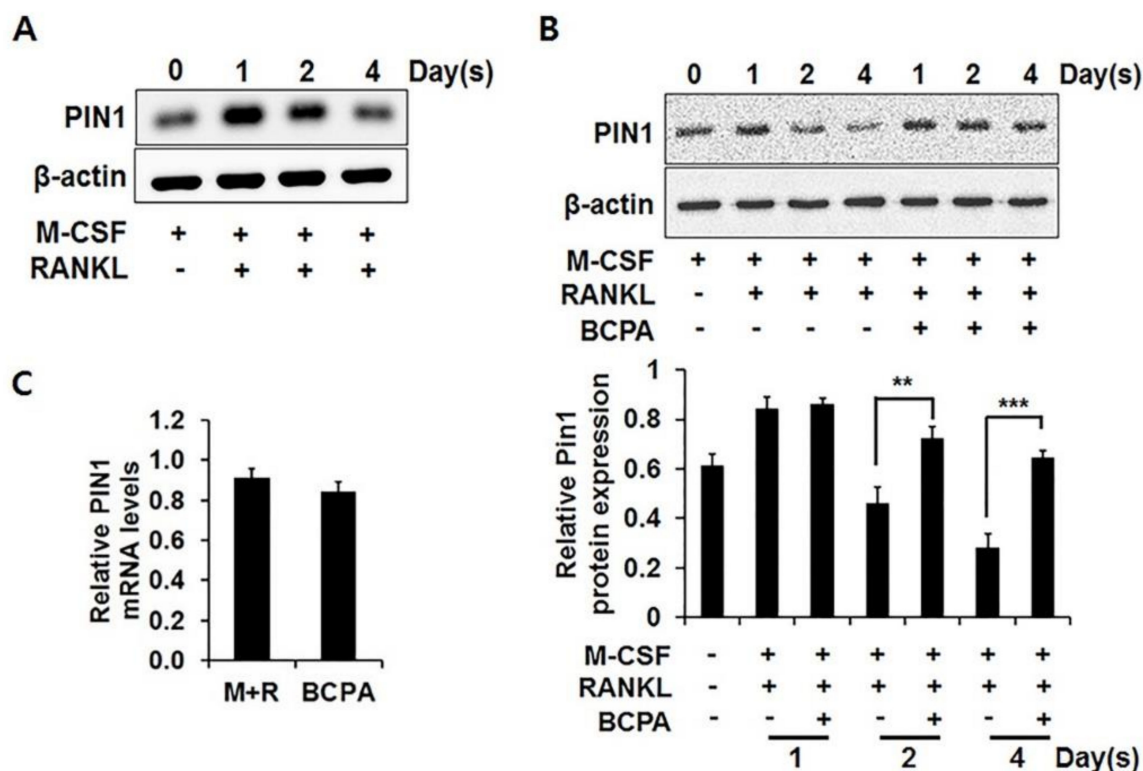 A
0 1 2 4 Day(s)
PIN1
β-actin
M-CSF + + + +
RANKL - + + +
B
0 1 2 4 1 2 4 Day(s)
PIN1
β-actin
M-CSF + + + + + + +
RANKL - + + + + + +
BCPA - - - - + + +
C
Relative PIN1
mRNA levels
1.2
1.0
0.8
0.6
0.4
0.2
0.0
M+R BCPA
Relative Pin1
protein expression
1
0.8
0.6
0.4
0.2
0
** ***
M-CSF - + + + + + +
RANKL - + + + + + +
BCPA - - + - + - +
1 2 4 Day(s)